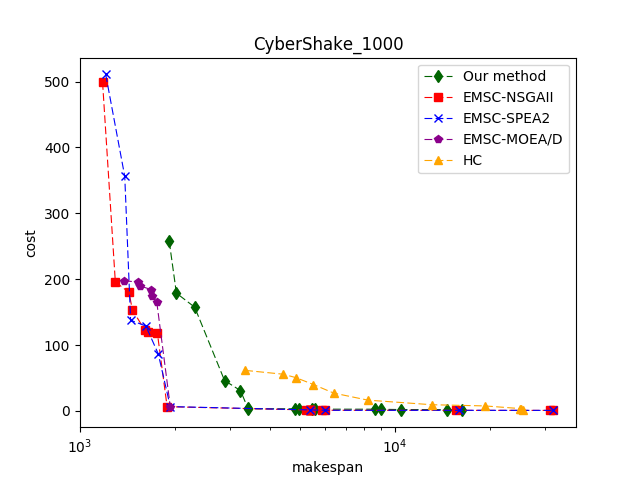 CyberShake_1000
Our method
EMSC-NSGAII
EMSC-SPEA2
EMSC-MOEA/D
HC
500
400
300
200
100
0
cost
10³
10⁴
makespan